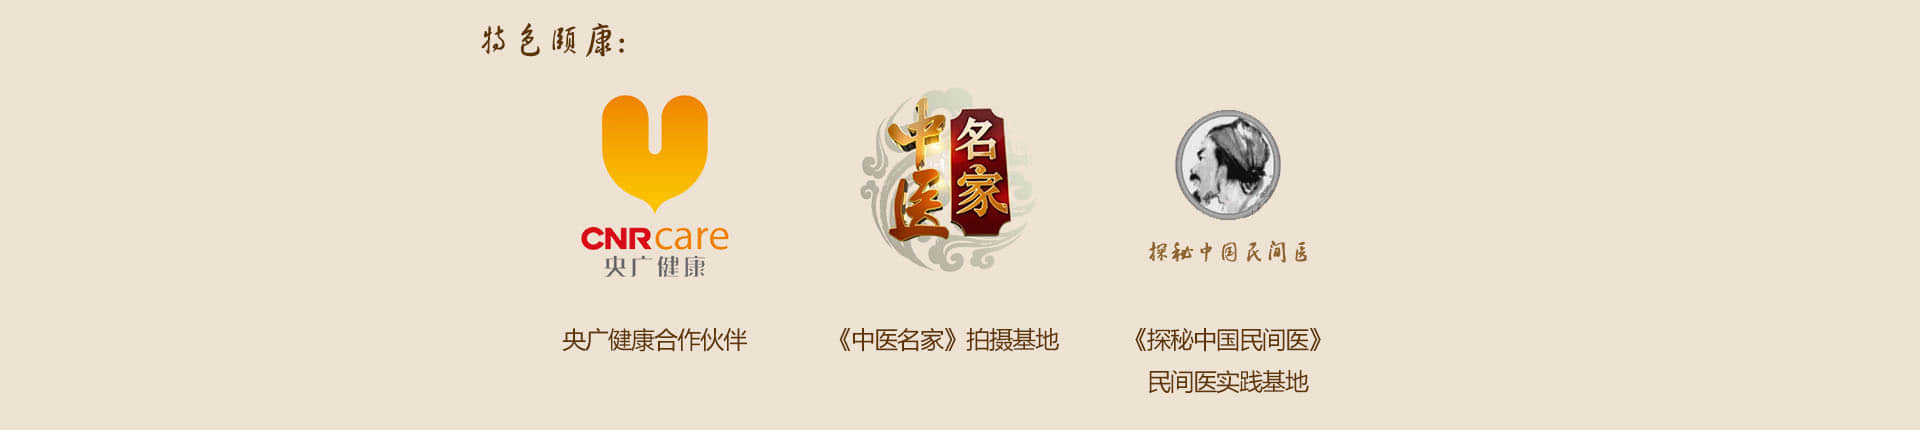 特色颐康:
CNRcare
央广健康
中医
名家
探秘中国民间医
央广健康合作伙伴
《中医名家》拍摄基地
《探秘中国民间医》
民间医实践基地